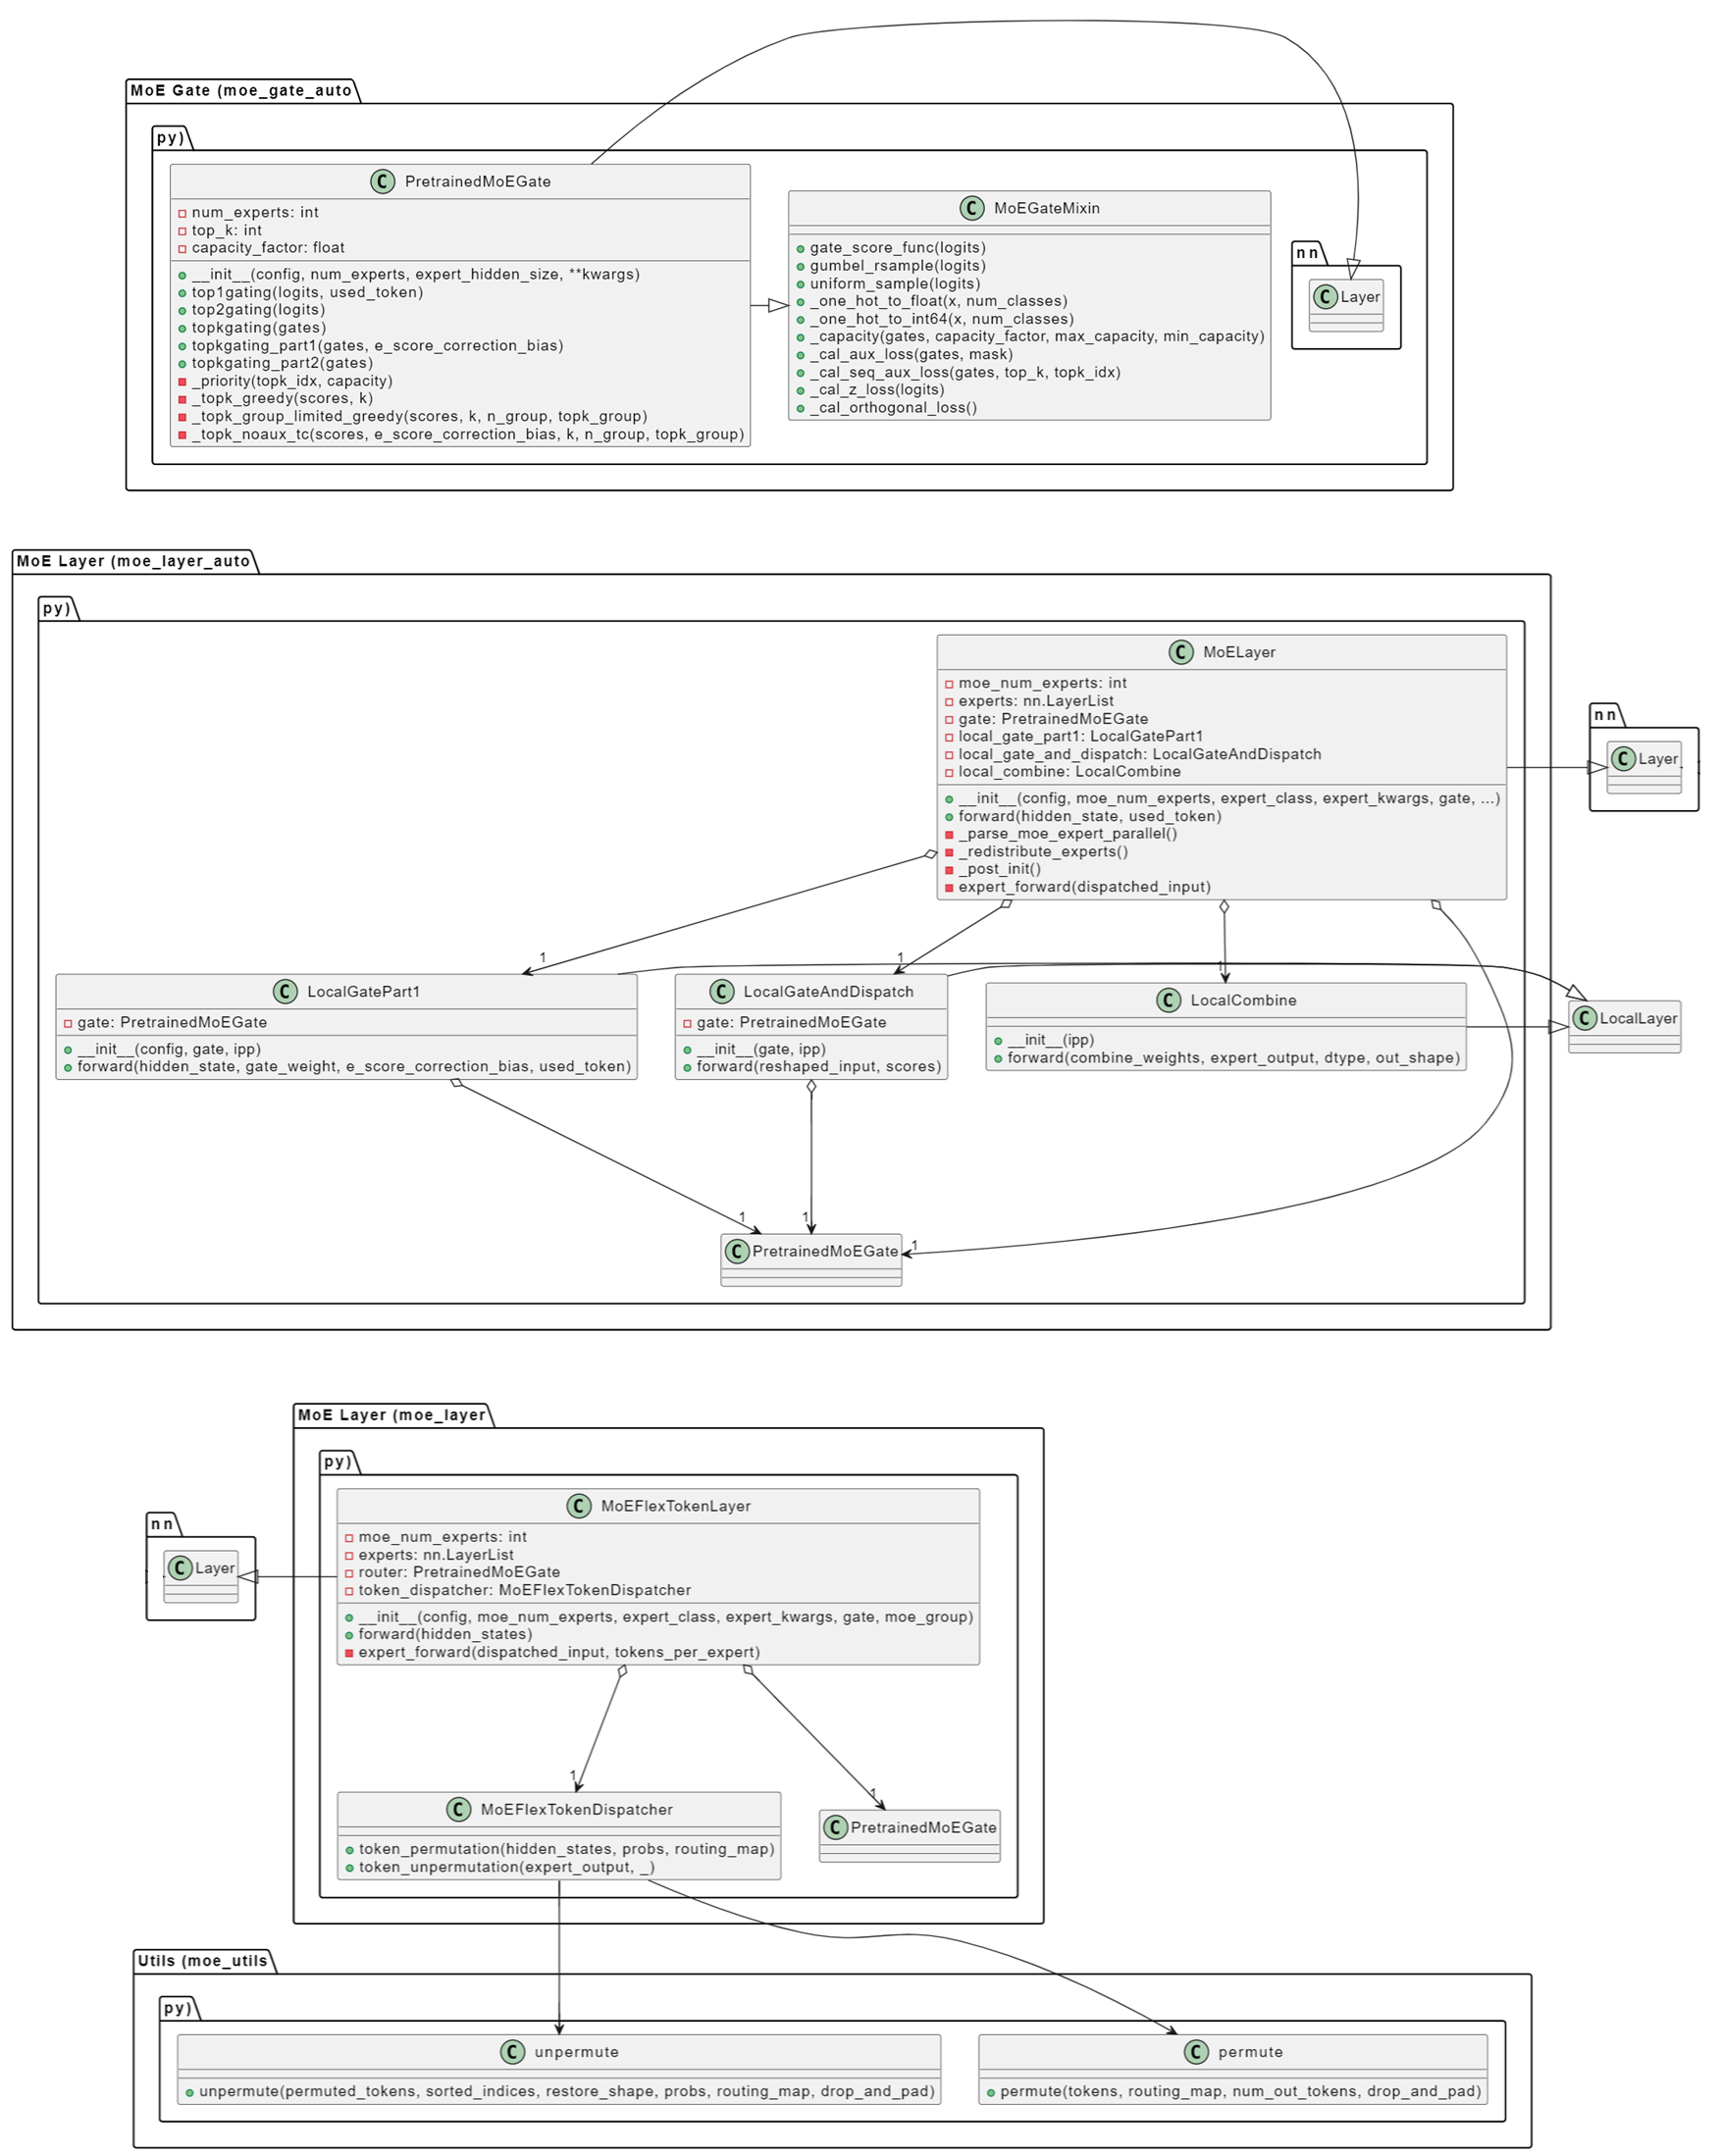 MoE Gate (moe_gate_auto
py)
PretrainedMoEGate
num_experts: int
top_k: int
capacity_factor: float
__init__(config, num_experts, expert_hidden_size, **kwargs)
top1gating(logits, used_token)
top2gating(logits)
topkgating(gates)
topkgating_part1(gates, e_score_correction_bias)
topkgating_part2(gates)
_priority(topk_idx, capacity)
_topk_greedy(scores, k)
_topk_group_limited_greedy(scores, k, n_group, topk_group)
_topk_noaux_tc(scores, e_score_correction_bias, k, n_group, topk_group)
MoEGateMixin
gate_score_func(logits)
gumbel_rsample(logits)
uniform_sample(logits)
_one_hot_to_float(x, num_classes)
_one_hot_to_int64(x, num_classes)
_capacity(gates, capacity_factor, max_capacity, min_capacity)
_cal_aux_loss(gates, mask)
_cal_seq_aux_loss(gates, top_k, topk_idx)
_cal_z_loss(logits)
_cal_orthogonal_loss()
nn
Layer
MoE Layer (moe_layer_auto
py)
MoELayer
moe_num_experts: int
experts: nn.LayerList
gate: PretrainedMoEGate
local_gate_part1: LocalGatePart1
local_gate_and_dispatch: LocalGateAndDispatch
local_combine: LocalCombine
__init__(config, moe_num_experts, expert_class, expert_kwargs, gate, ...)
forward(hidden_state, used_token)
_parse_moe_expert_parallel()
_redistribute_experts()
_post_init()
expert_forward(dispatched_input)
nn
Layer
1
1
1
LocalGatePart1
gate: PretrainedMoEGate
__init__(config, gate, ipp)
forward(hidden_state, gate_weight, e_score_correction_bias, used_token)
LocalGateAndDispatch
gate: PretrainedMoEGate
__init__(gate, ipp)
forward(reshaped_input, scores)
LocalCombine
__init__(ipp)
forward(combine_weights, expert_output, dtype, out_shape)
LocalLayer
1
1
1
PretrainedMoEGate
MoE Layer (moe_layer
py)
nn
Layer
MoEFlexTokenLayer
moe_num_experts: int
experts: nn.LayerList
router: PretrainedMoEGate
token_dispatcher: MoEFlexTokenDispatcher
__init__(config, moe_num_experts, expert_class, expert_kwargs, gate, moe_group)
forward(hidden_states)
expert_forward(dispatched_input, tokens_per_expert)
1
1
MoEFlexTokenDispatcher
token_permutation(hidden_states, probs, routing_map)
token_unpermutation(expert_output, _)
PretrainedMoEGate
Utils (moe_utils
py)
unpermute
unpermute(permuted_tokens, sorted_indices, restore_shape, probs, routing_map, drop_and_pad)
permute
permute(tokens, routing_map, num_out_tokens, drop_and_pad)